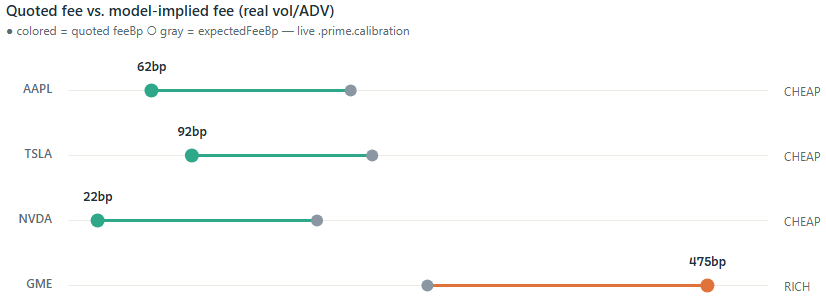 Quoted fee vs. model-implied fee (real vol/ADV)
● colored = quoted feeBp ○ gray = expectedFeeBp — live .prime.calibration
62bp
AAPL CHEAP
92bp
TSLA CHEAP
22bp
NVDA CHEAP
475bp
GME RICH